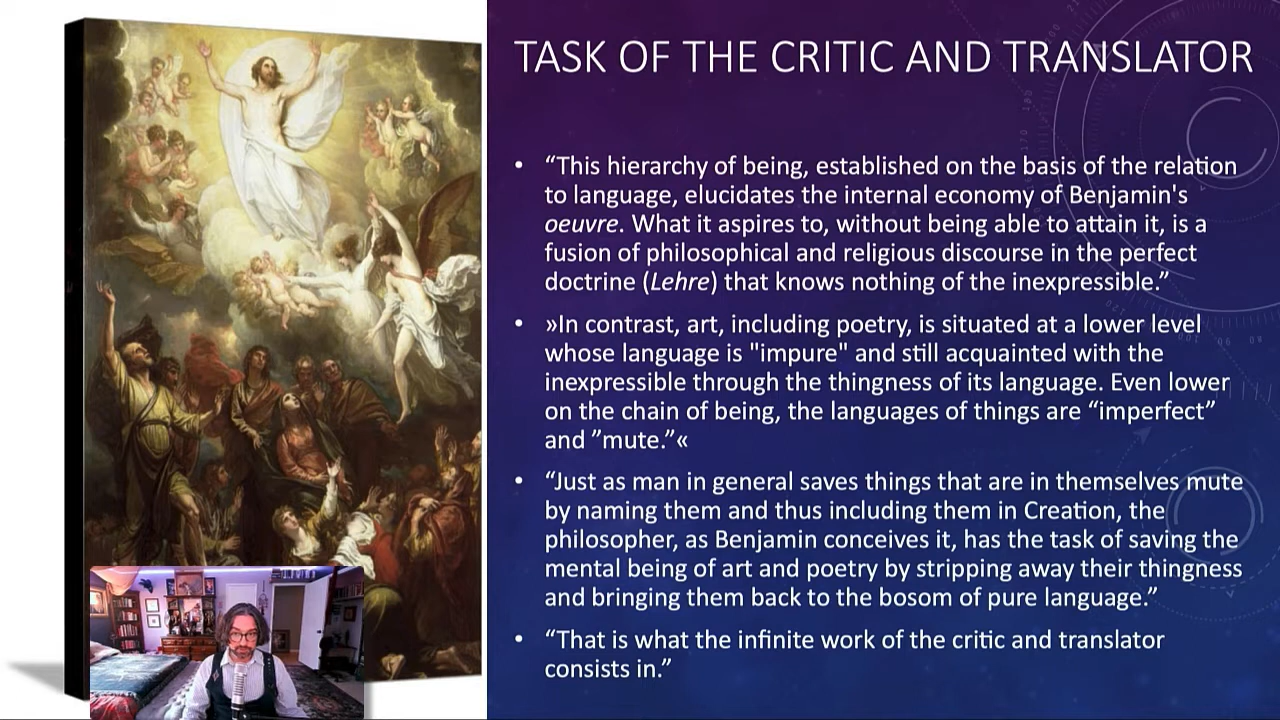 TASK OF THE CRITIC AND TRANSLATOR
• “This hierarchy of being, established on the basis of the relation
to language, elucidates the internal economy of Benjamin's
oeuvre. What it aspires to, without being able to attain it, is a
fusion of philosophical and religious discourse in the perfect
doctrine (Lehre) that knows nothing of the inexpressible.”
• »In contrast, art, including poetry, is situated at a lower level
whose language is "impure" and still acquainted with the
inexpressible through the thingness of its language. Even lower
on the chain of being, the languages of things are “imperfect”
and ”mute.”«
• “Just as man in general saves things that are in themselves mute
by naming them and thus including them in Creation, the
philosopher, as Benjamin conceives it, has the task of saving the
mental being of art and poetry by stripping away their thingness
and bringing them back to the bosom of pure language.”
• “That is what the infinite work of the critic and translator
consists in.”